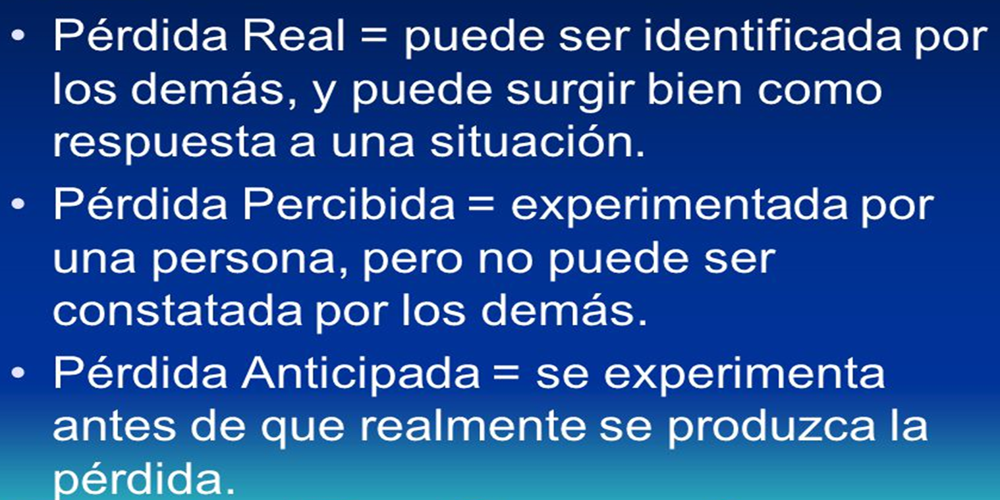 • Pérdida Real = puede ser identificada por
los demás, y puede surgir bien como
respuesta a una situación.
• Pérdida Percibida = experimentada por
una persona, pero no puede ser
constatada por los demás.
• Pérdida Anticipada = se experimenta
antes de que realmente se produzca la
pérdida.